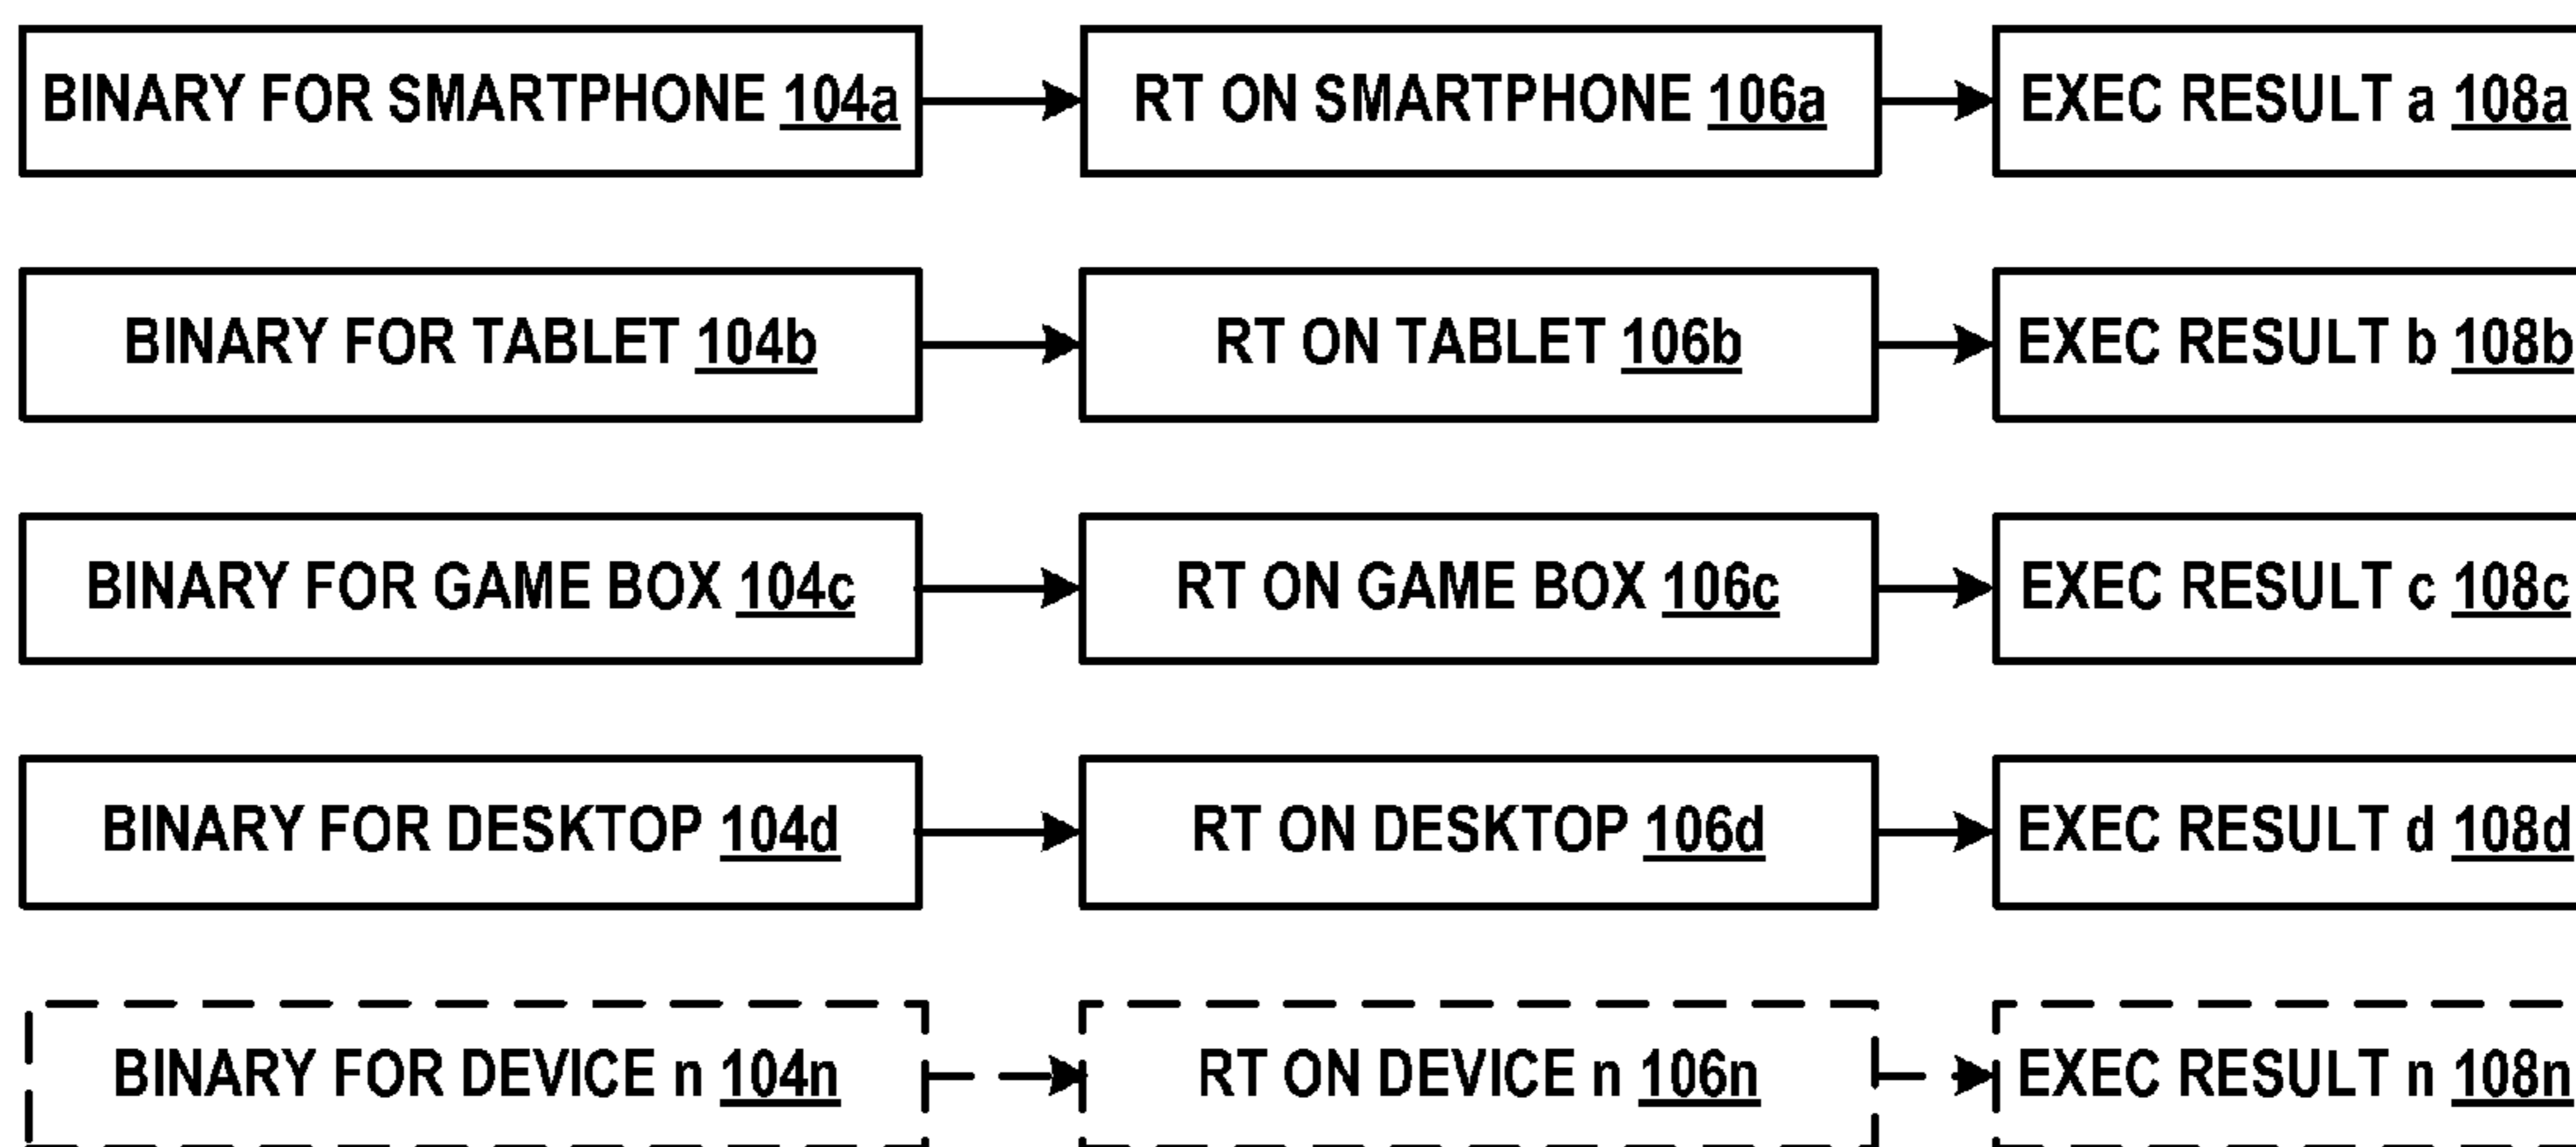 BINARY FOR SMARTPHONE 104a
RT ON SMARTPHONE 106a
EXEC RESULT a 108a
BINARY FOR TABLET 104b
RT ON TABLET 106b
EXEC RESULT b 108b
BINARY FOR GAME BOX 104c
RT ON GAME BOX 106c
EXEC RESULT c 108c
BINARY FOR DESKTOP 104d
RT ON DESKTOP 106d
EXEC RESULT d 108d
BINARY FOR DEVICE n 104n
RT ON DEVICE n 106n
EXEC RESULT n 108n